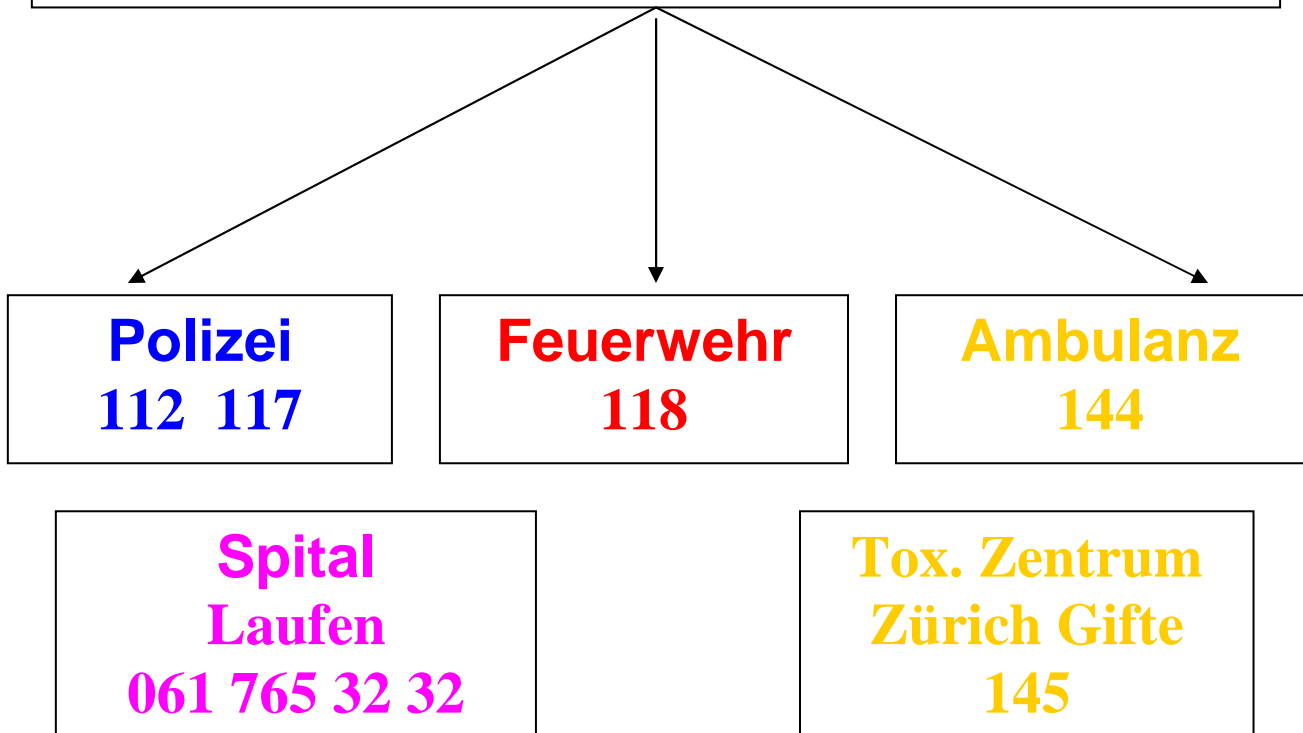 Polizei
112 117
Feuerwehr
118
Ambulanz
144
Spital
Laufen
061 765 32 32
Tox. Zentrum
Zürich Gifte
145